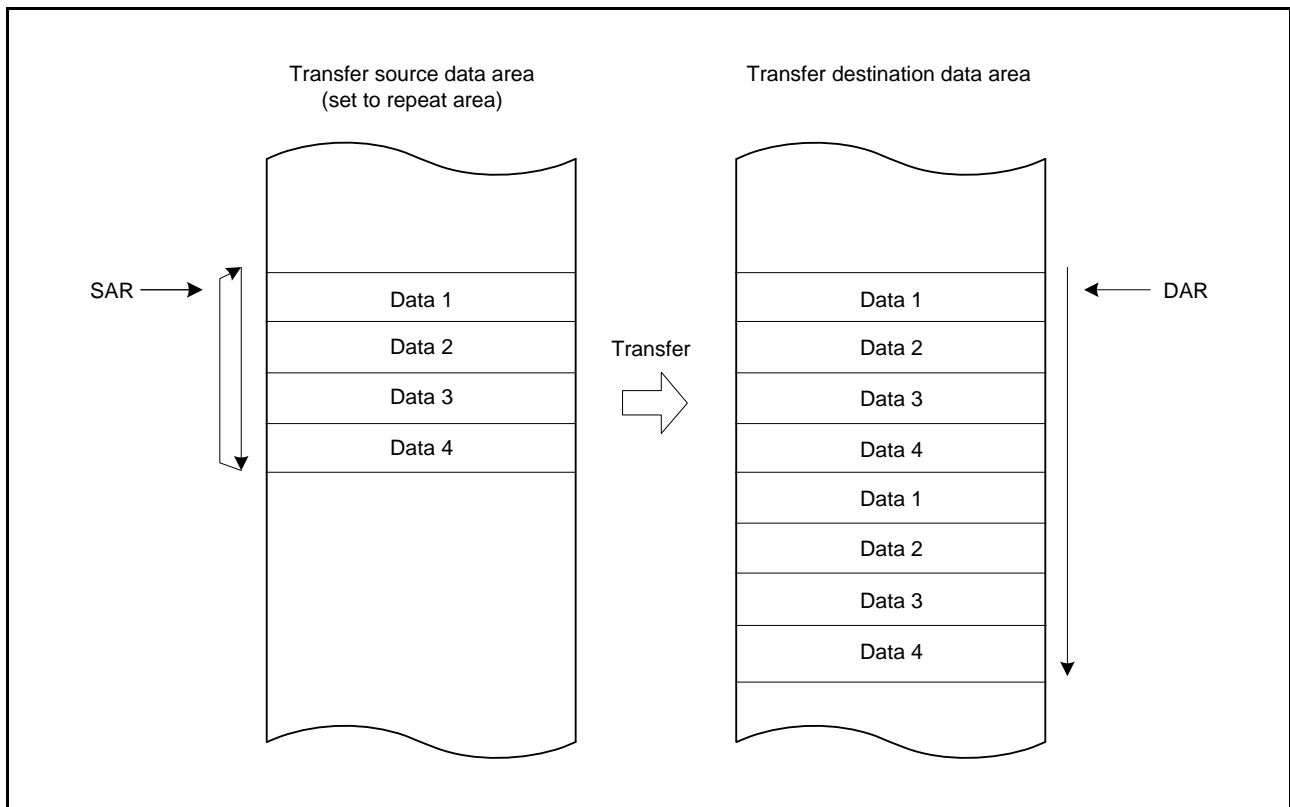 Transfer source data area
(set to repeat area)
Transfer destination data area
SAR
Data 1
Data 2
Data 3
Data 4
Transfer
Data 1
Data 2
Data 3
Data 4
Data 1
Data 2
Data 3
Data 4
DAR